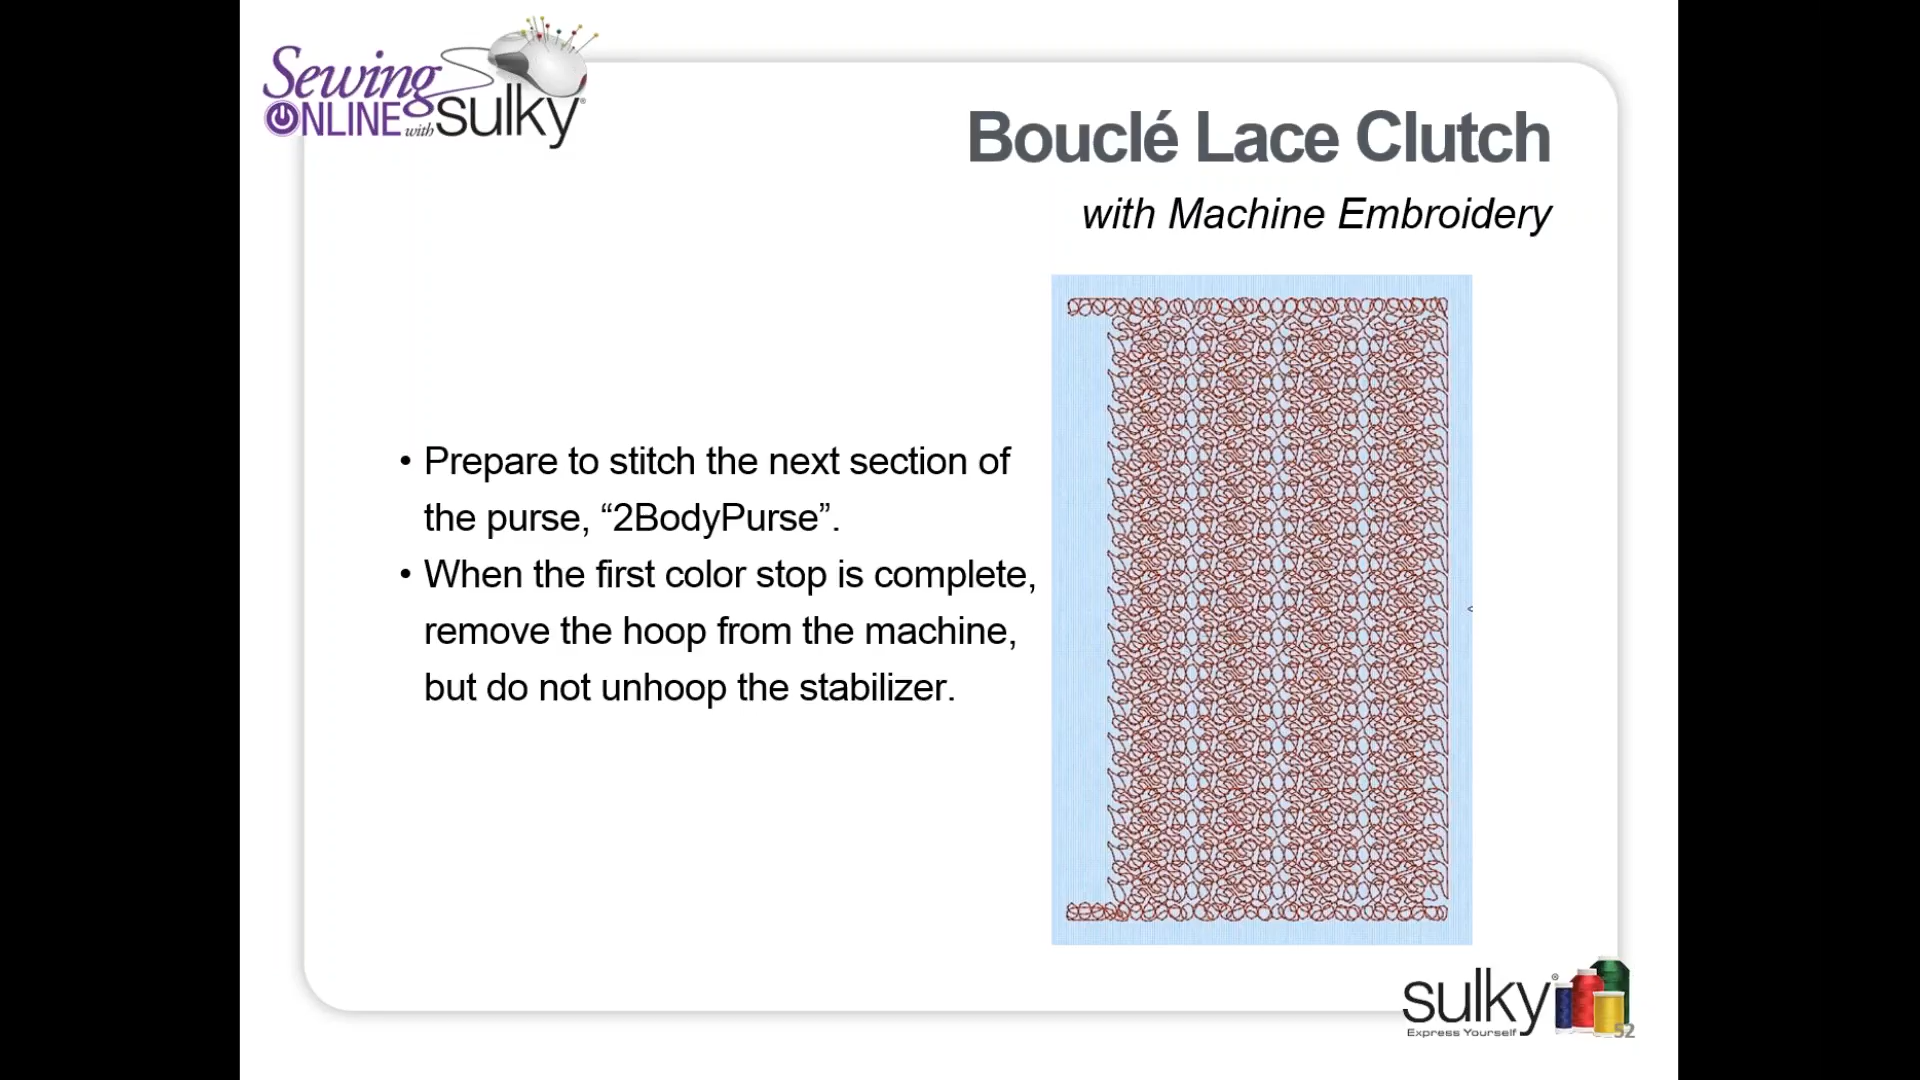 Sewing
ONLINE with sulky®
Bouclé Lace Clutch
with Machine Embroidery
• Prepare to stitch the next section of
the purse, “2BodyPurse”.
• When the first color stop is complete,
remove the hoop from the machine,
but do not unhoop the stabilizer.
sulky®
Express Yourself
52